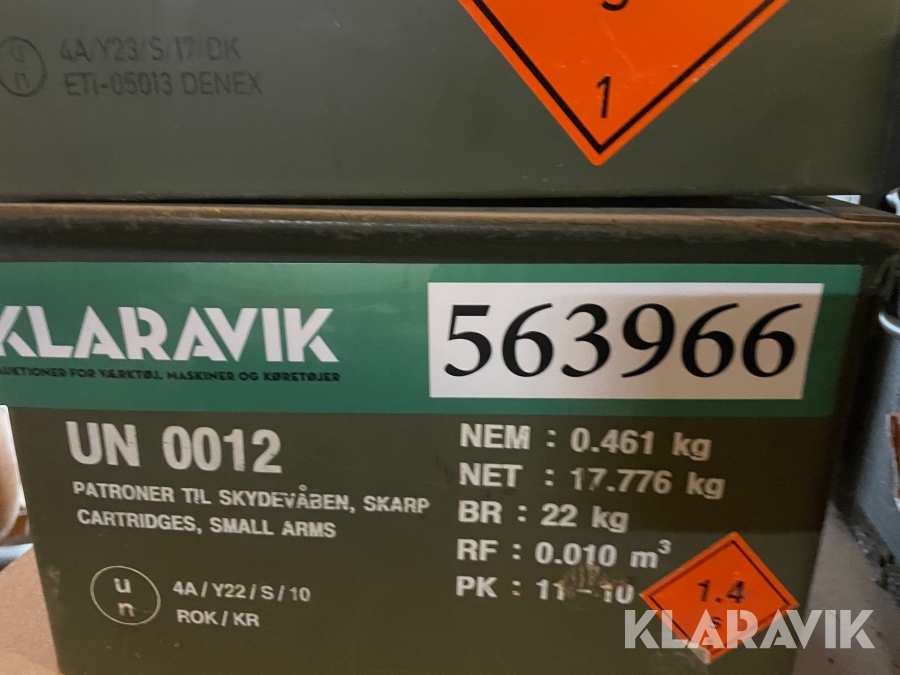 4A/Y23/S/17/DK
ETI-05013 DENEX
u
n
1
KLARAVIK
AUKTIONER FOR VÆRKTØJ, MASKINER OG KØRETØJER
563966
UN 0012
PATRONER TIL SKYDEVÅBEN, SKARP
CARTRIDGES, SMALL ARMS
u
n
4A/Y22/S/10
ROK/KR
NEM : 0.461 kg
NET : 17.776 kg
BR : 22 kg
RF : 0.010 m³
PK : 11-10
1.4
s
KLARAVIK